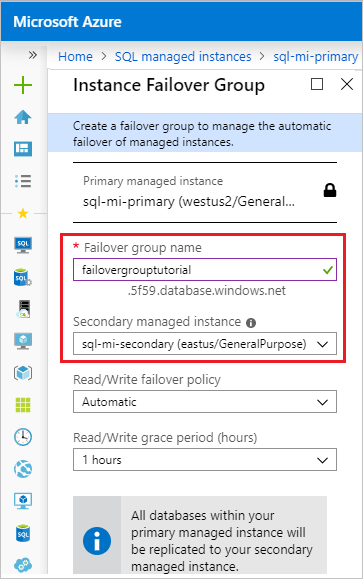 Microsoft Azure
» Home > SQL managed instances > sql-mi-primary
Instance Failover Group
Create a failover group to manage the automatic
failover of managed instances.
Primary managed instance
sql-mi-primary (westus2/General...
* Failover group name
failovergrouptutorial
.5f59.database.windows.net
Secondary managed instance
sql-mi-secondary (eastus/GeneralPurpose)
Read/Write failover policy
Automatic
Read/Write grace period (hours)
1 hours
All databases within your
primary managed instance will
be replicated to your secondary
managed instance.
SQL
SQL
SQL